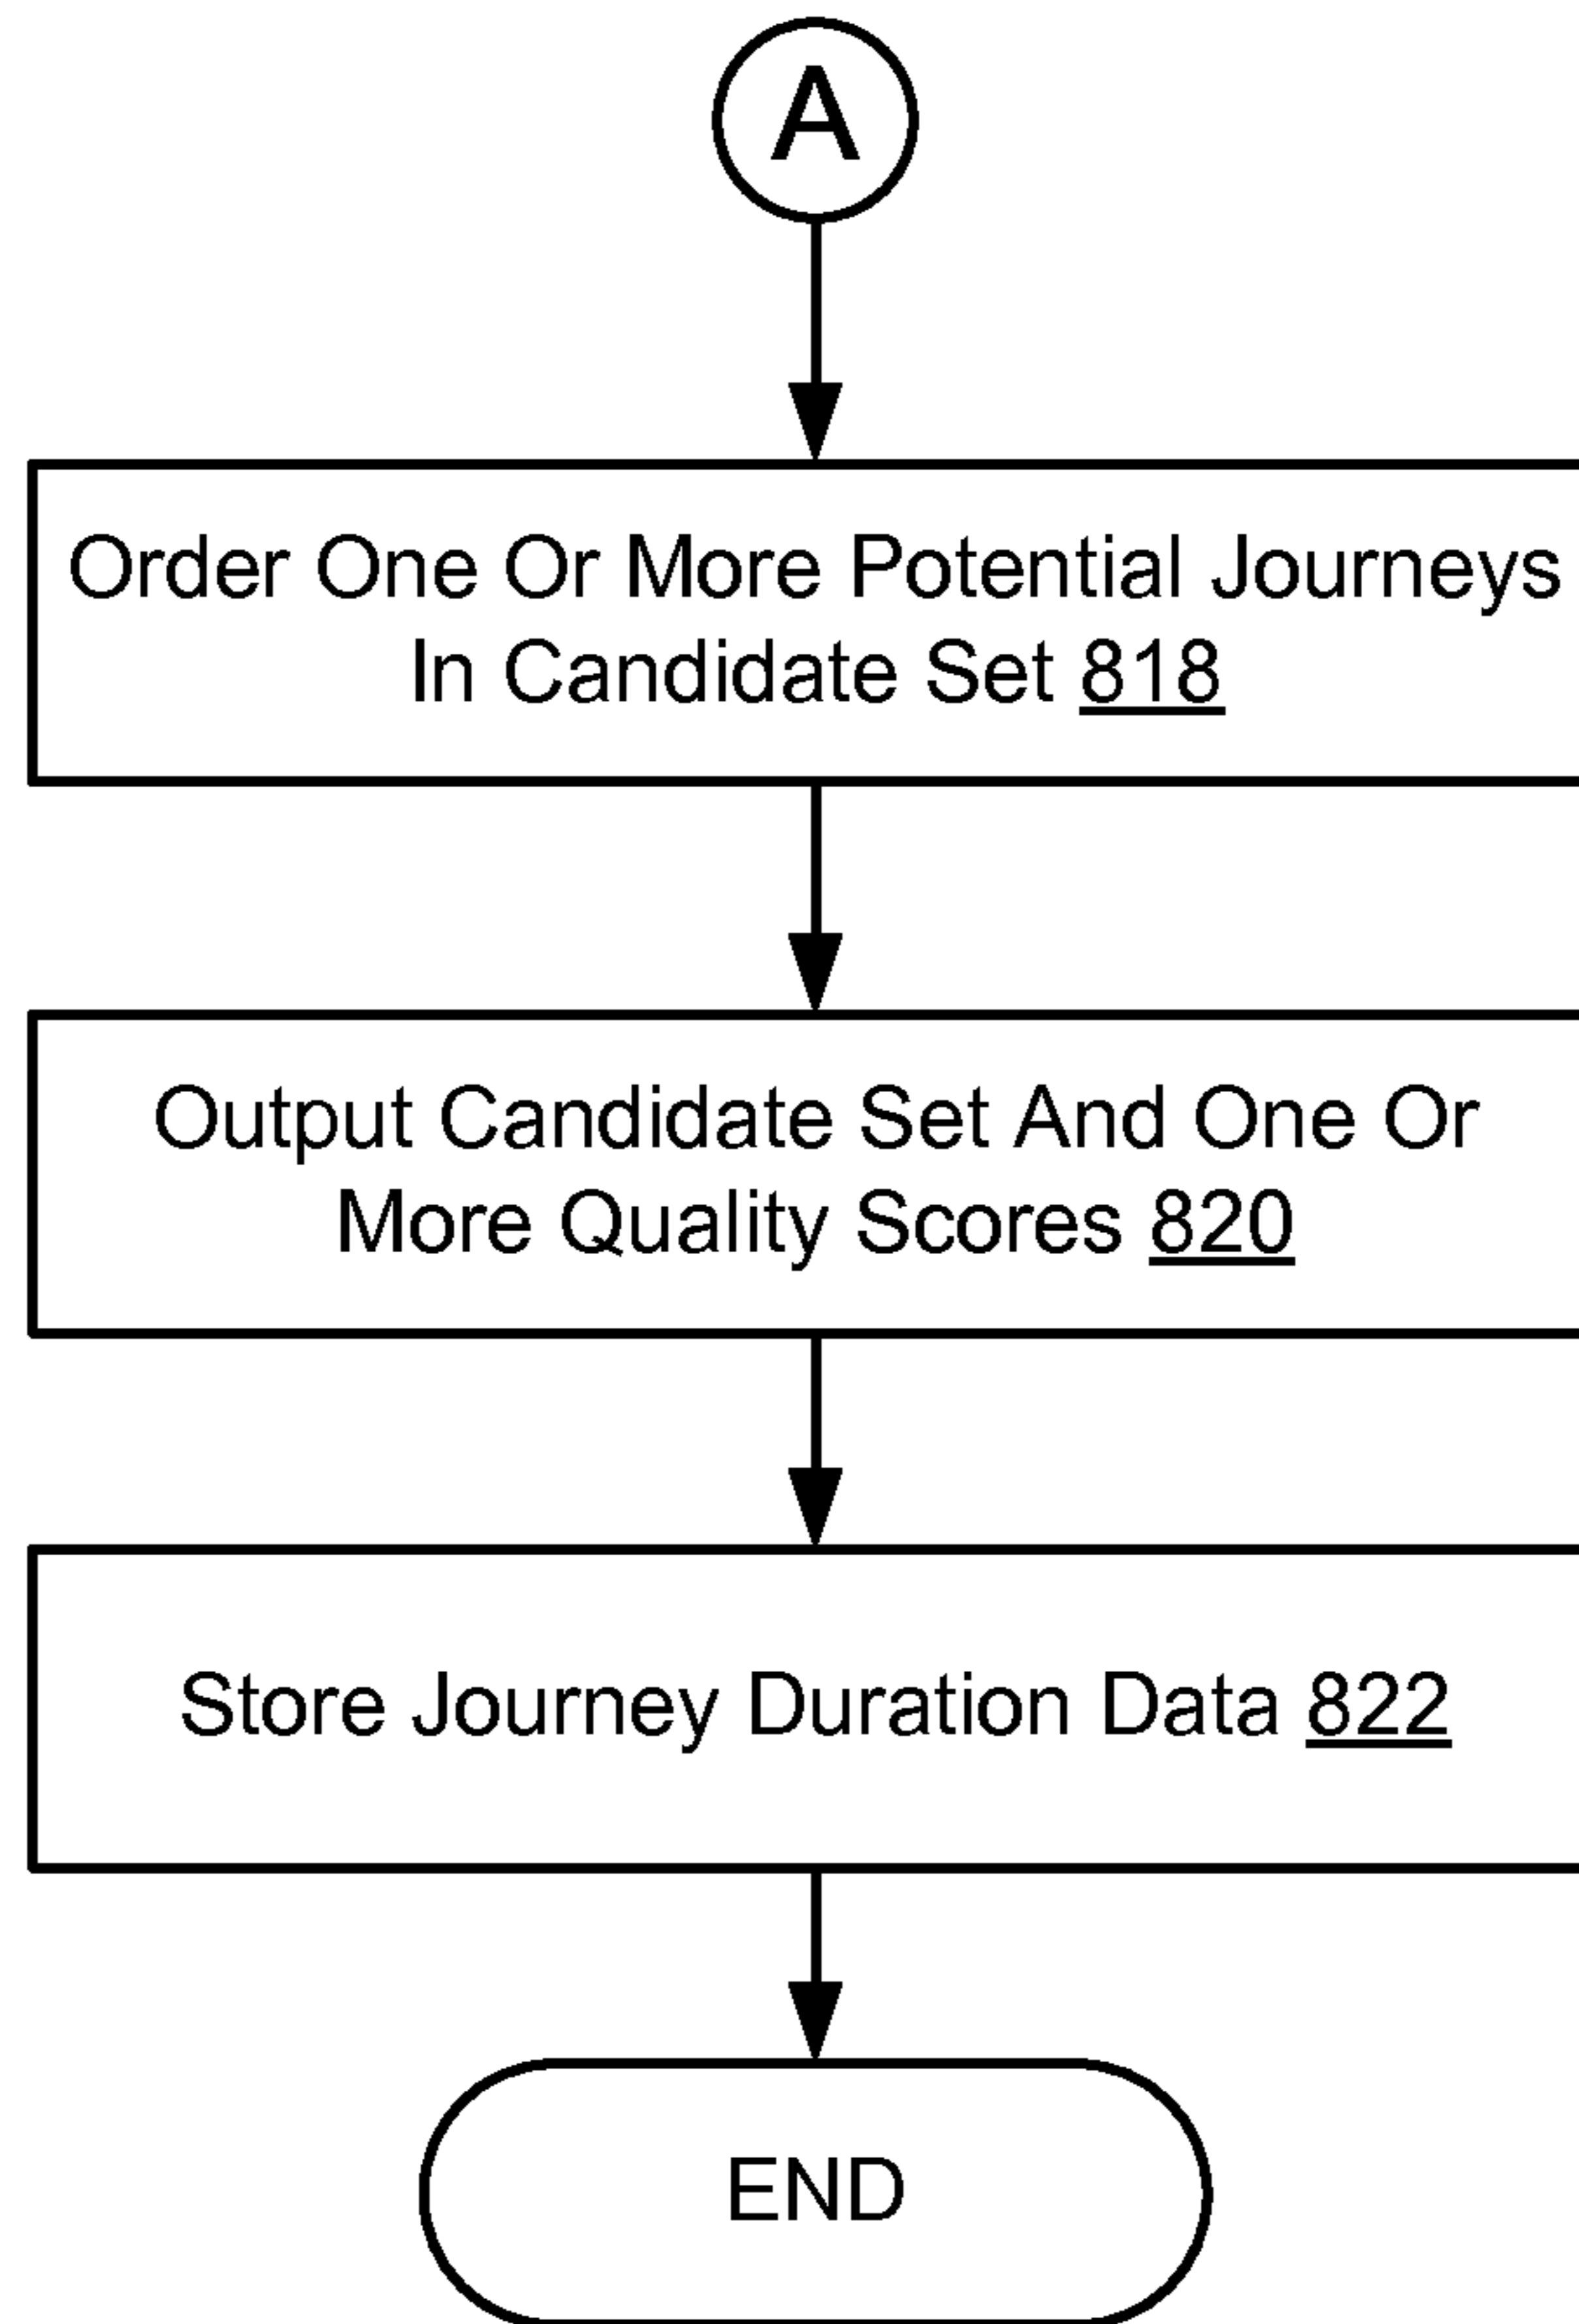 A
Order One Or More Potential Journeys
In Candidate Set 818
Output Candidate Set And One Or
More Quality Scores 820
Store Journey Duration Data 822
END